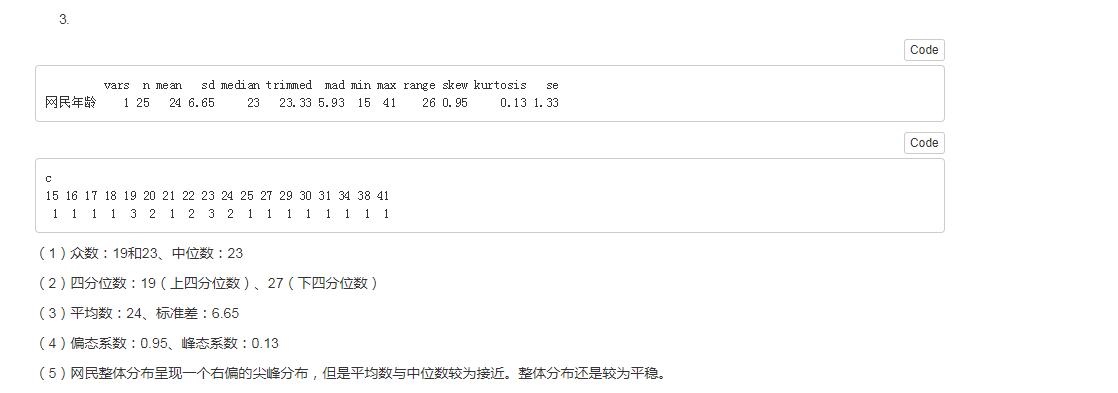 3.
Code
vars n mean sd median trimmed mad min max range skew kurtosis se
网民年龄 1 25 24 6.65 23 23.33 5.93 15 41 26 0.95 0.13 1.33
Code
c
15 16 17 18 19 20 21 22 23 24 25 27 29 30 31 34 38 41
1 1 1 1 3 2 1 2 3 2 1 1 1 1 1 1 1 1
（1）众数：19和23、中位数：23
（2）四分位数：19（上四分位数）、27（下四分位数）
（3）平均数：24、标准差：6.65
（4）偏态系数：0.95、峰态系数：0.13
（5）网民整体分布呈现一个右偏的尖峰分布，但是平均数与中位数较为接近。整体分布还是较为平稳。